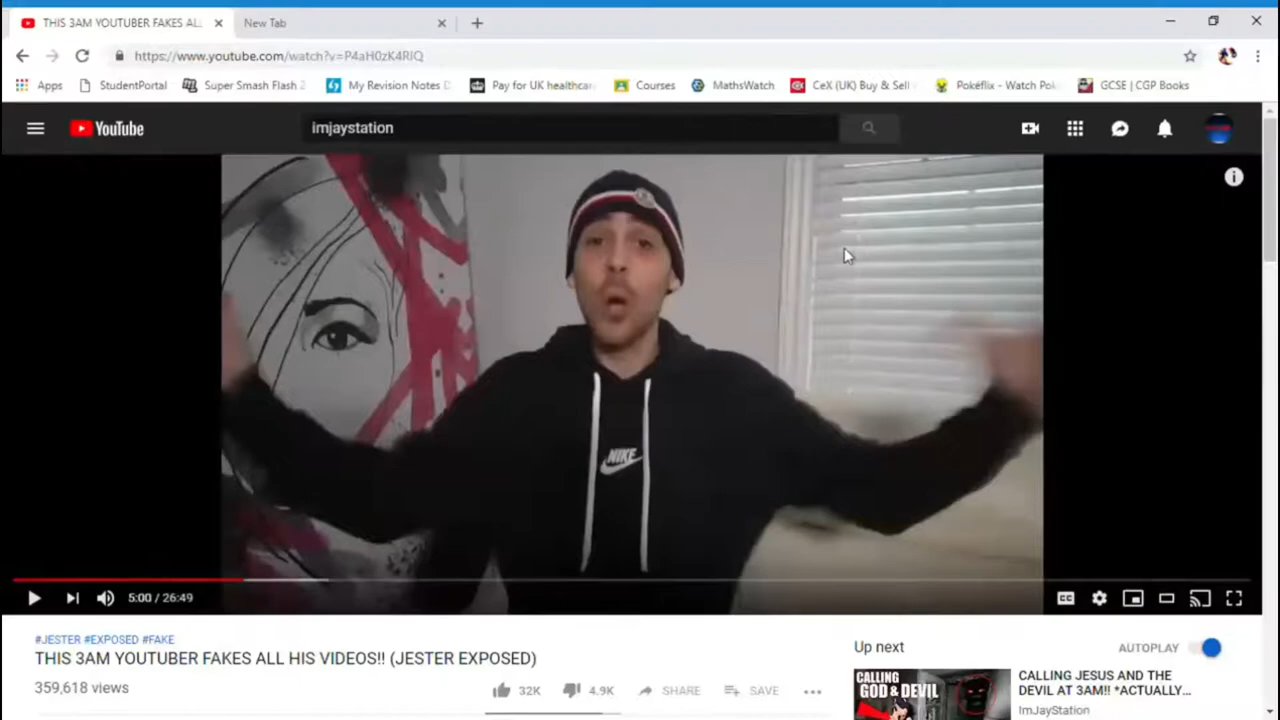 THIS 3AM YOUTUBER FAKES AL
New Tab
https://www.youtube.com/watch?v=P4aH0zK4RIQ
Apps StudentPortal Super Smash Flash 2 My Revision Notes D Pay for UK healthcar Courses MathsWatch CeX (UK) Buy & Sell Pokéflix - Watch Pok GCSE | CGP Books
YouTube
imjaystation
NIKE
5:00 / 26:49
CC
#JESTER #EXPOSED #FAKE
THIS 3AM YOUTUBER FAKES ALL HIS VIDEOS!! (JESTER EXPOSED)
359,618 views
32K 4.9K SHARE SAVE
Up next
AUTOPLAY
CALLING
GOD & DEVIL
CALLING JESUS AND THE
DEVIL AT 3AM!! *ACTUALLY...
ImJayStation